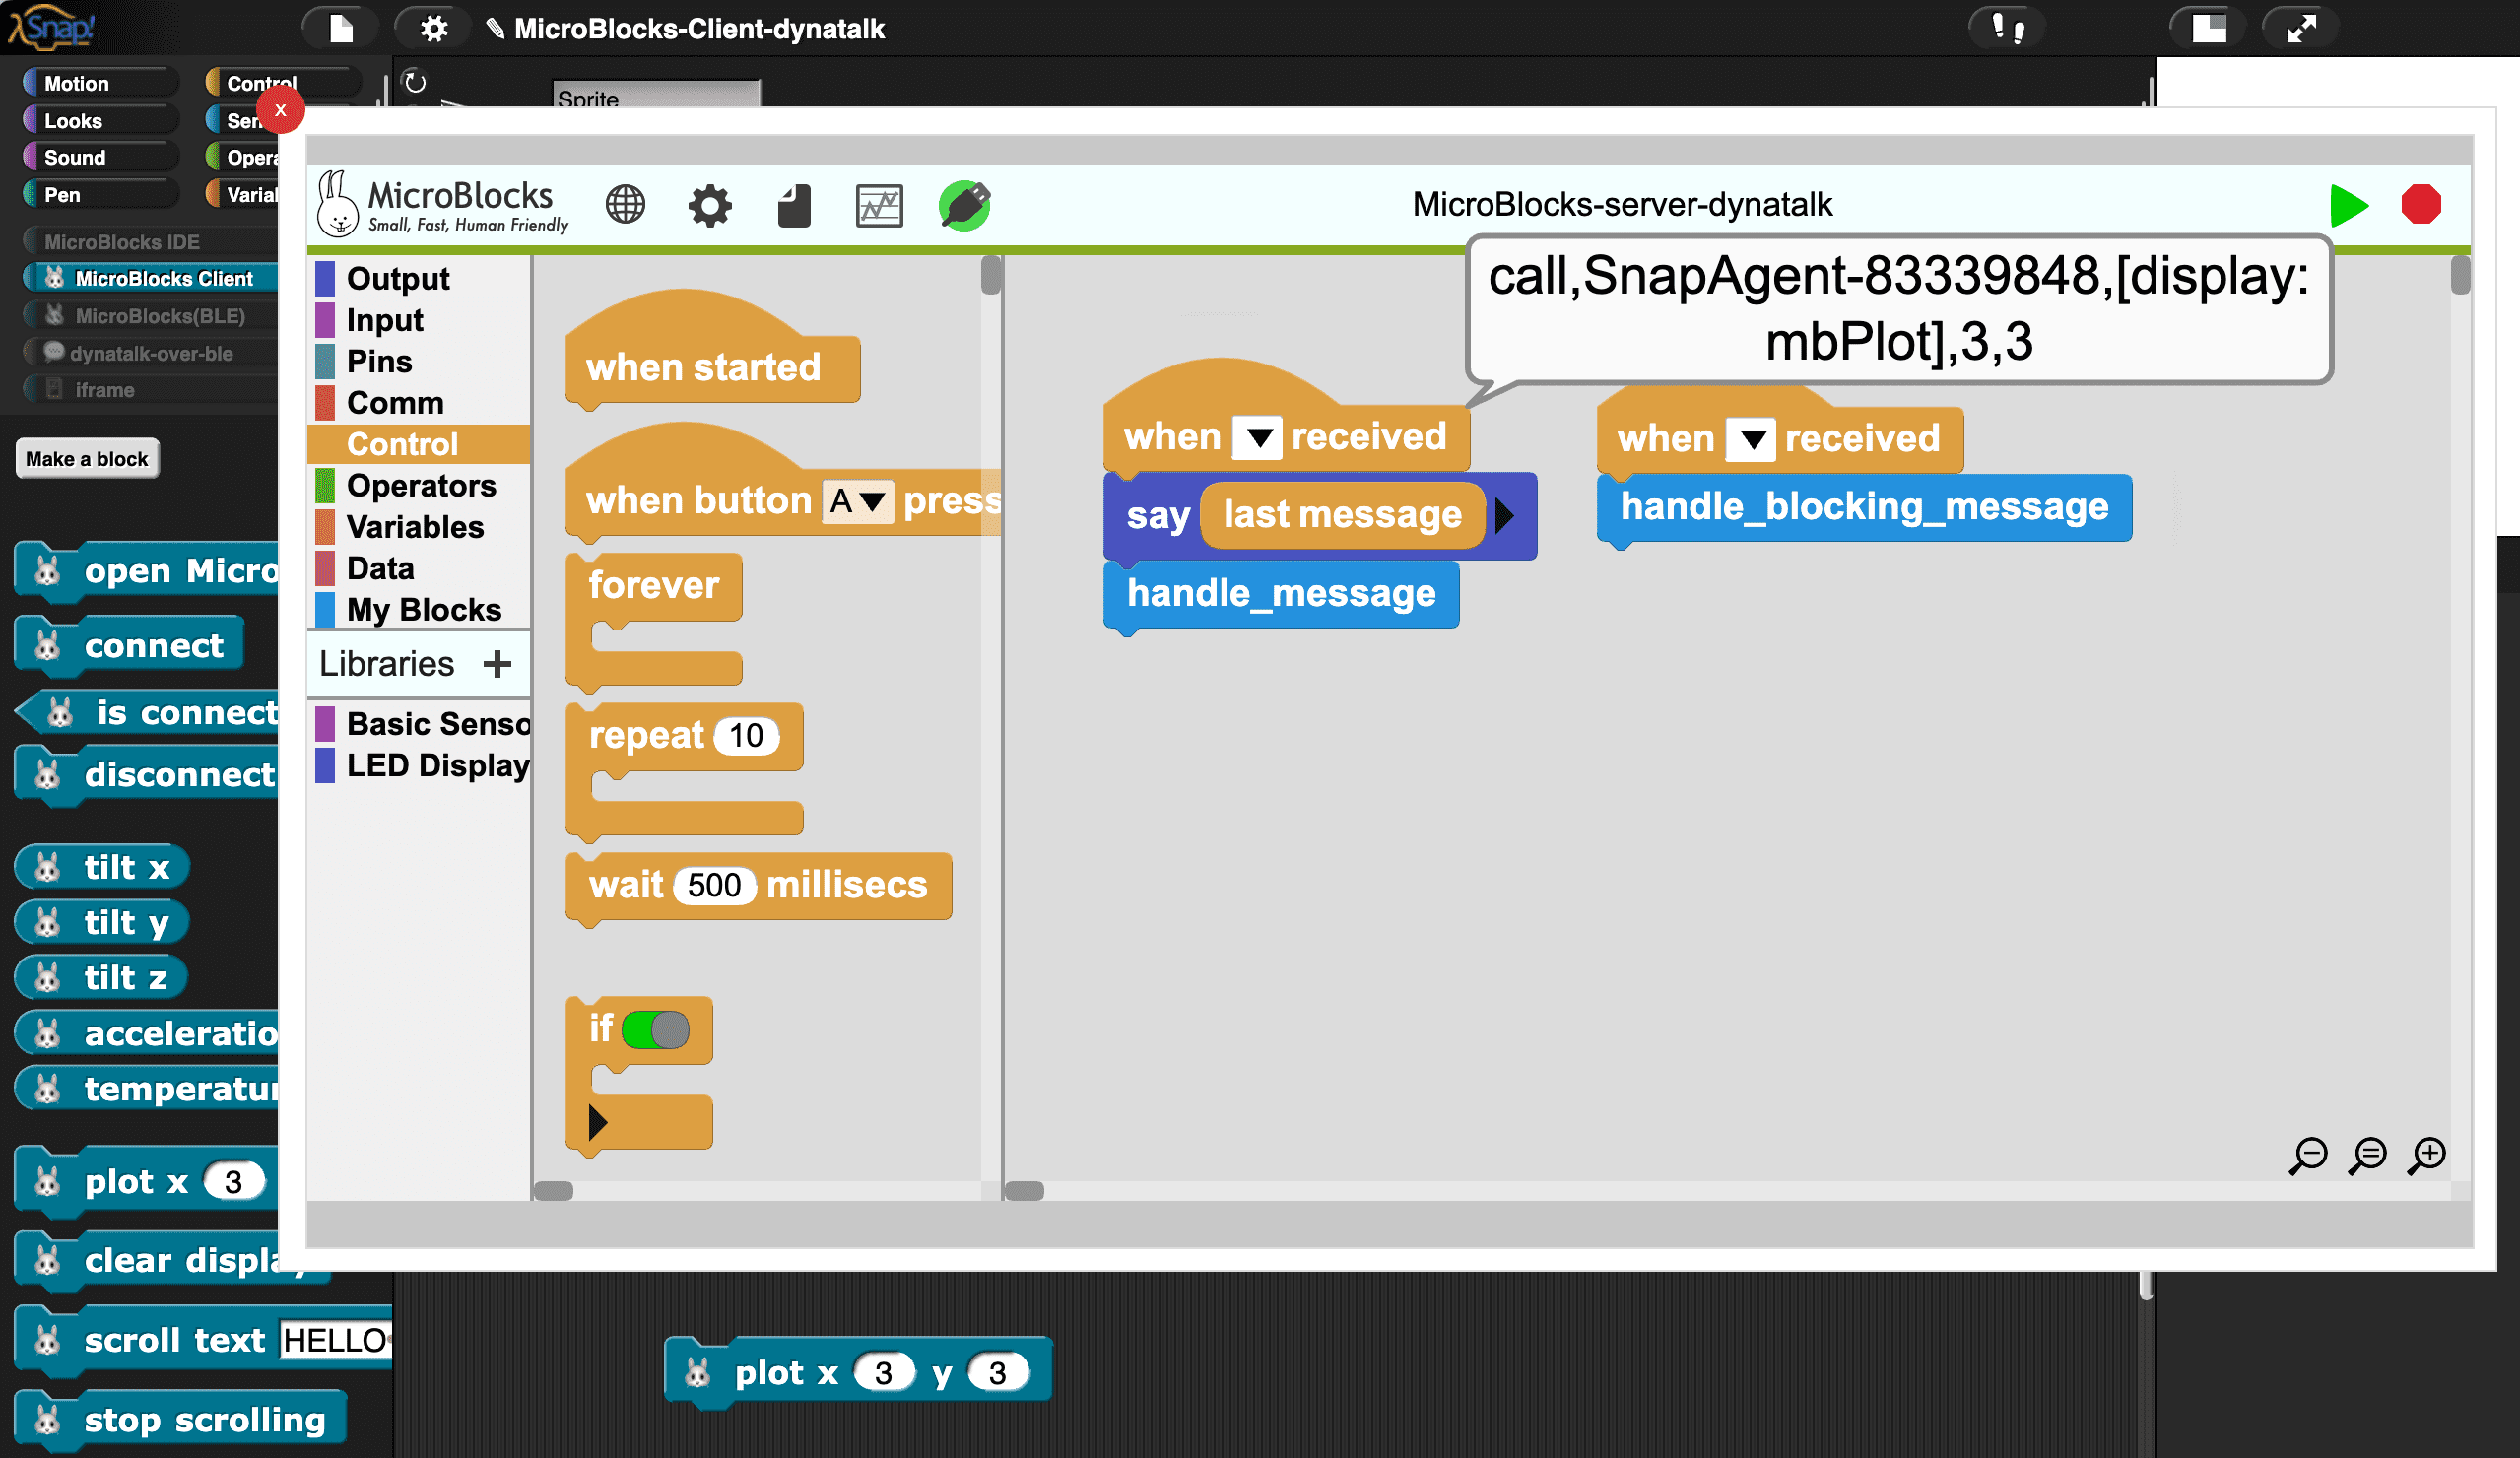 Snap!
MicroBlocks-Client-dynatalk
Motion
Control
Looks
Sen
Sound
Opera
Pen
Varia
MicroBlocks IDE
MicroBlocks Client
MicroBlocks(BLE)
dynatalk-over-ble
iframe
Make a block
open Micro
connect
is connect
disconnect
tilt x
tilt y
tilt z
acceleratio
temperatur
plot x 3
clear display
scroll text HELLO
stop scrolling
Sprite
x
MicroBlocks
Small, Fast, Human Friendly
MicroBlocks-server-dynatalk
Output
Input
Pins
Comm
Control
Operators
Variables
Data
My Blocks
Libraries +
Basic Senso
LED Display
when started
when button A press
forever
repeat 10
wait 500 millisecs
if
call,SnapAgent-83339848,[display:
mbPlot],3,3
when received
say last message
handle_message
when received
handle_blocking_message
plot x 3 y 3